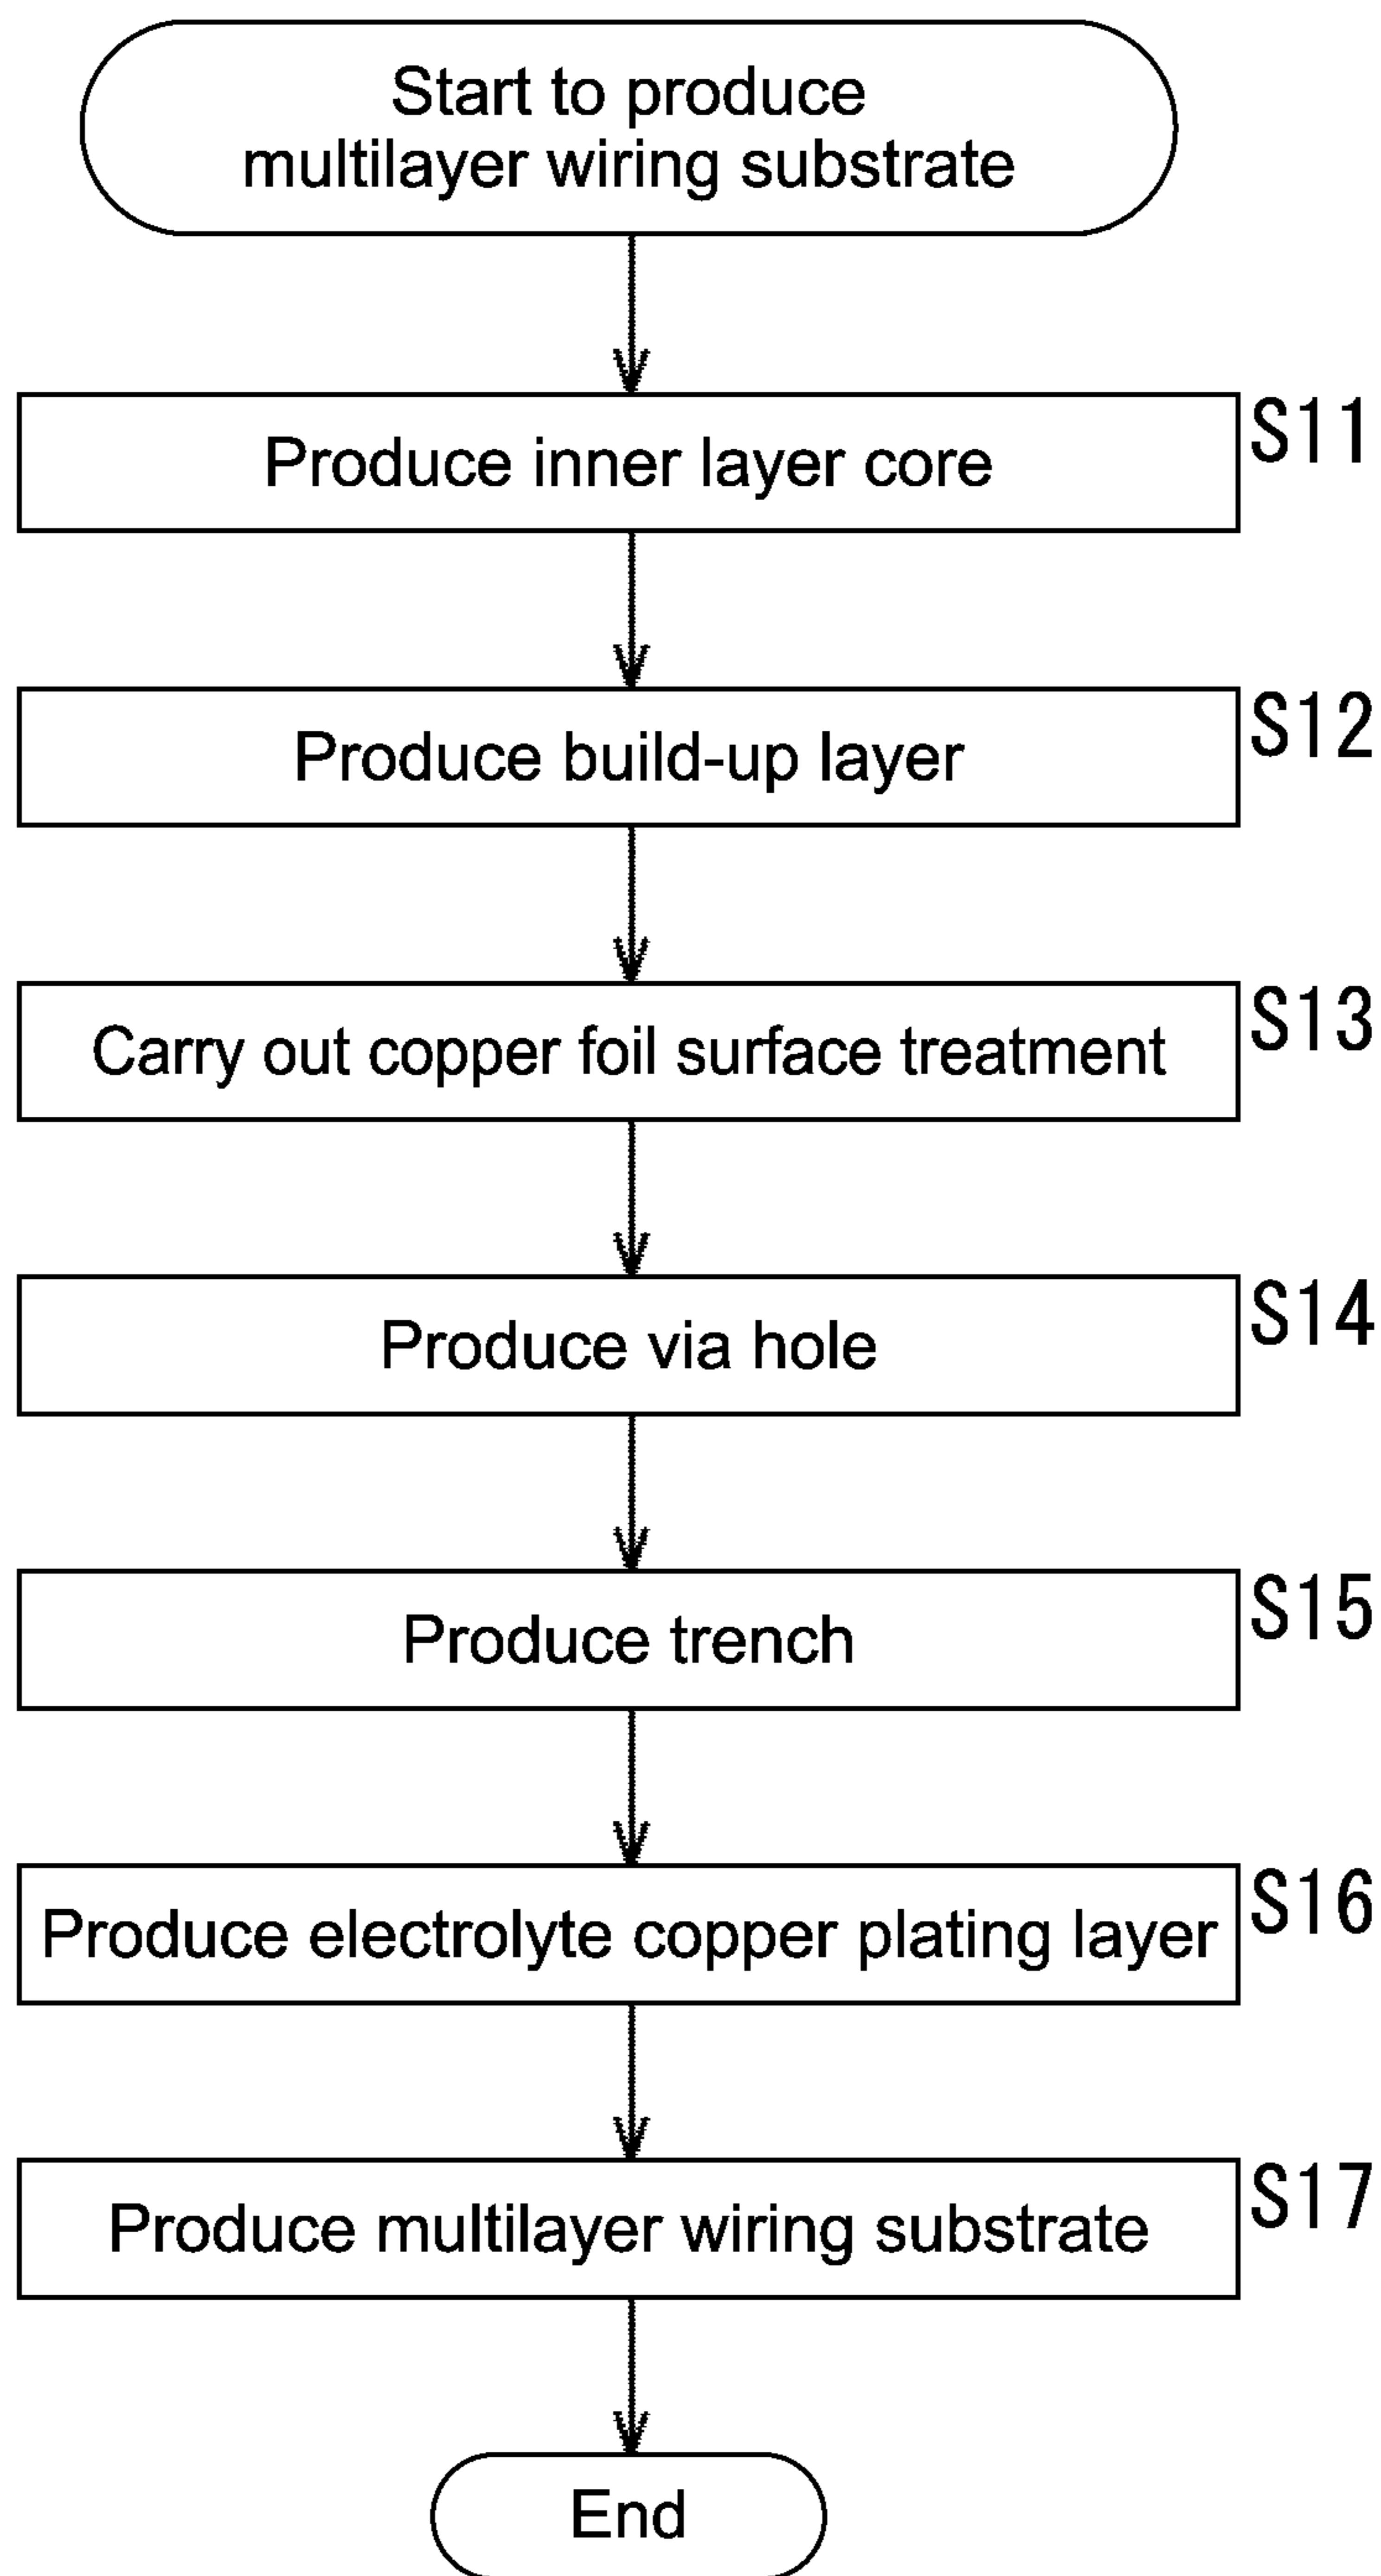 Start to produce
multilayer wiring substrate
Produce inner layer core
S11
Produce build-up layer
S12
Carry out copper foil surface treatment
S13
Produce via hole
S14
Produce trench
S15
Produce electrolyte copper plating layer
S16
Produce multilayer wiring substrate
S17
End